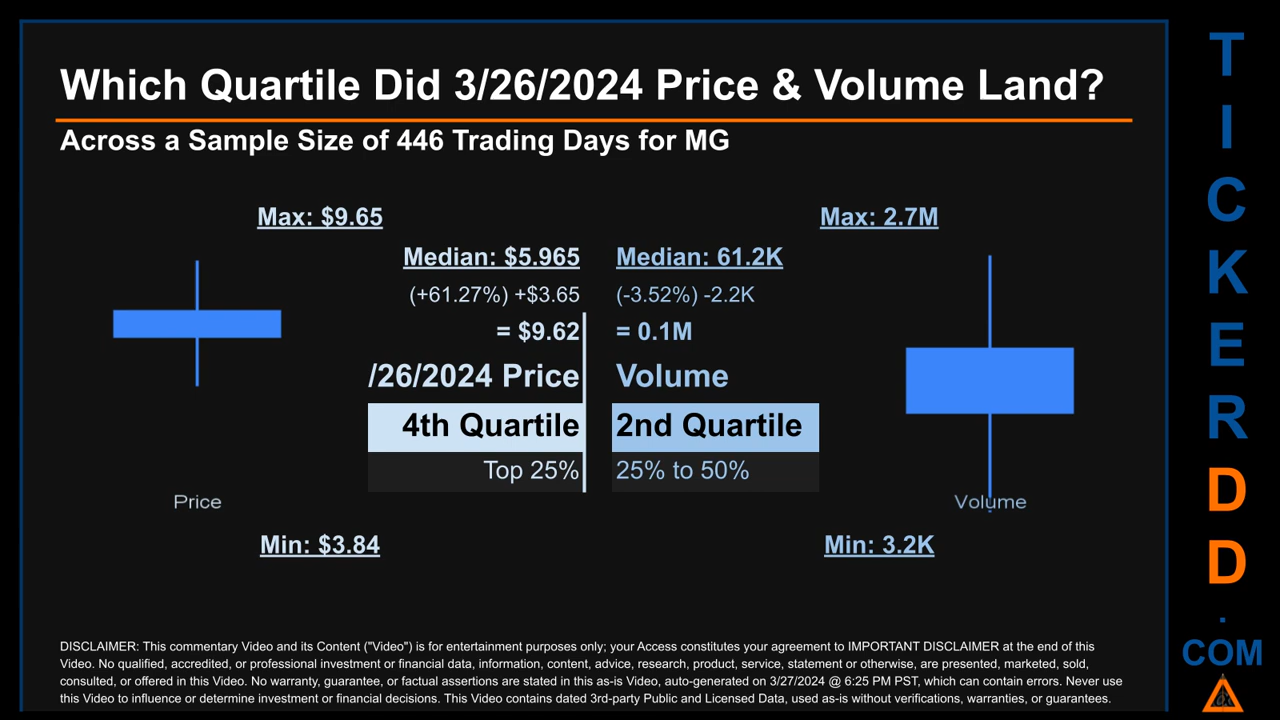 Which Quartile Did 3/26/2024 Price & Volume Land?
Across a Sample Size of 446 Trading Days for MG
Max: $9.65
Max: 2.7M
Median: $5.965
Median: 61.2K
(+61.27%) +$3.65
(-3.52%) -2.2K
= $9.62
= 0.1M
/26/2024 Price
Volume
4th Quartile
2nd Quartile
Top 25%
25% to 50%
Price
Volume
Min: $3.84
Min: 3.2K
DISCLAIMER: This commentary Video and its Content ("Video") is for entertainment purposes only; your Access constitutes your agreement to IMPORTANT DISCLAIMER at the end of this
Video. No qualified, accredited, or professional investment or financial data, information, content, advice, research, product, service, statement or otherwise, are presented, marketed, sold,
consulted, or offered in this Video. No warranty, guarantee, or factual assertions are stated in this as-is Video, auto-generated on 3/27/2024 @ 6:25 PM PST, which can contain errors. Never use
this Video to influence or determine investment or financial decisions. This Video contains dated 3rd-party Public and Licensed Data, used as-is without verifications, warranties, or guarantees.
T
I
C
K
E
R
D
D
.
COM